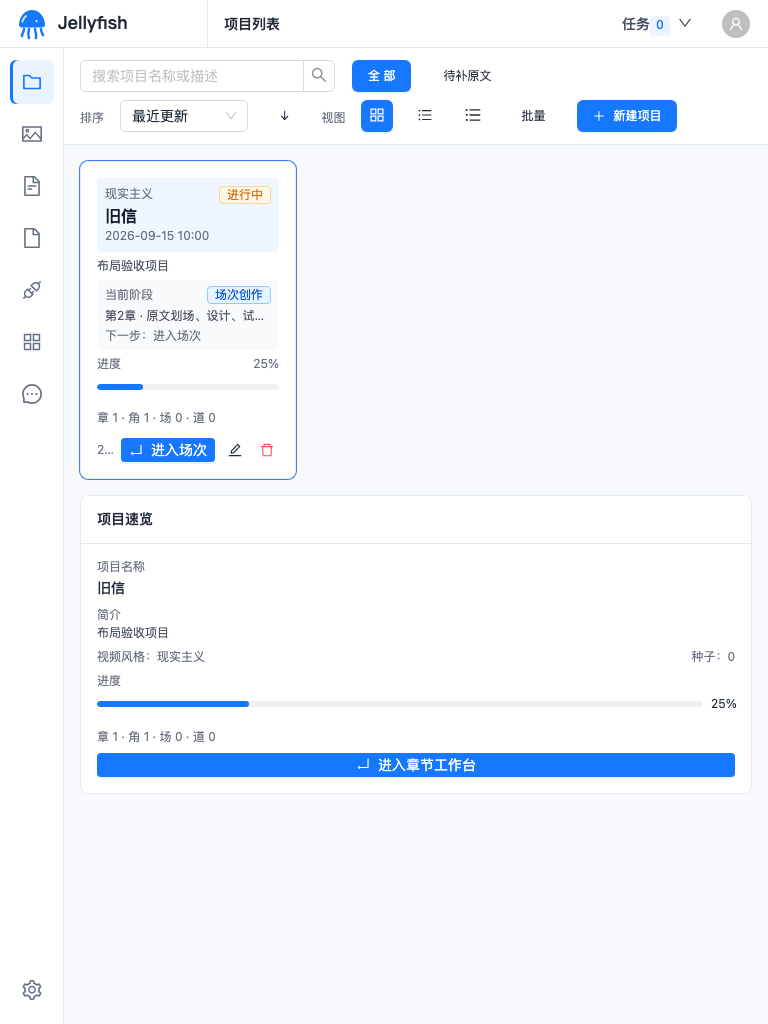 Jellyfish
项目列表
任务 0
搜索项目名称或描述
全 部
待补原文
排序
最近更新
视图
批量
新建项目
现实主义
进行中
旧信
2026-09-15 10:00
布局验收项目
当前阶段
场次创作
第2章 · 原文划场、设计、试...
下一步：进入场次
进度
25%
章 1 · 角 1 · 场 0 · 道 0
2...
进入场次
项目速览
项目名称
旧信
简介
布局验收项目
视频风格：现实主义
种子：0
进度
25%
章 1 · 角 1 · 场 0 · 道 0
进入章节工作台